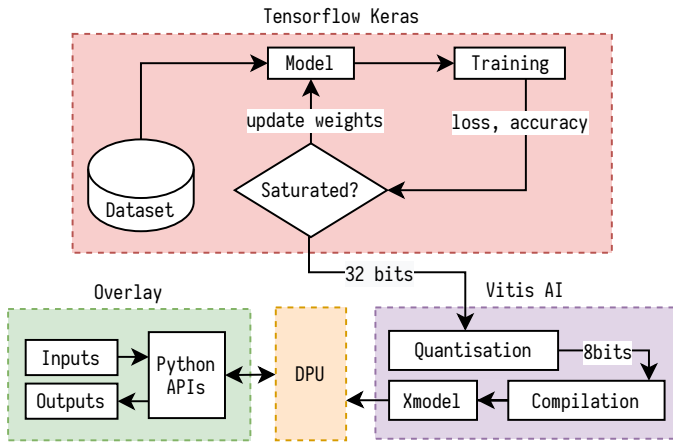 Tensorflow Keras
Model
Training
update weights
loss, accuracy
Saturated?
Dataset
32 bits
Overlay
Vitis AI
Inputs
Python
APIs
Outputs
DPU
Quantisation
8bits
Xmodel
Compilation